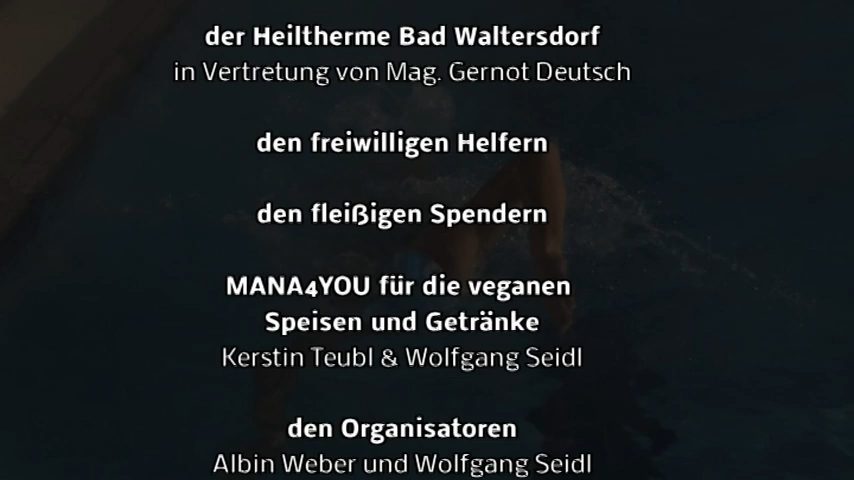 der Heiltherme Bad Waltersdorf
in Vertretung von Mag. Gernot Deutsch
den freiwilligen Helfern
den fleißigen Spendern
MANA4YOU für die veganen
Speisen und Getränke
Kerstin Teubl & Wolfgang Seidl
den Organisatoren
Albin Weber und Wolfgang Seidl